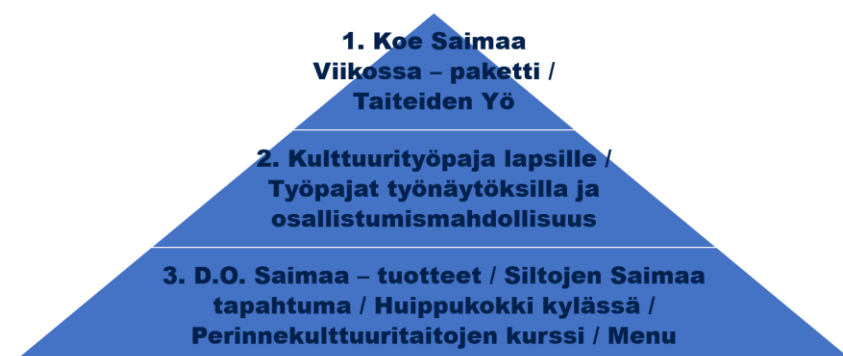 1. Koe Saimaa
Viikossa – paketti /
Taiteiden Yö
2. Kulttuurityöpaja lapsille /
Työpajat työnäytöksilla ja
osallistumismahdollisuus
3. D.O. Saimaa – tuotteet / Siltojen Saimaa
tapahtuma / Huippukokki kylässä /
Perinnekulttuuritaitojen kurssi / Menu